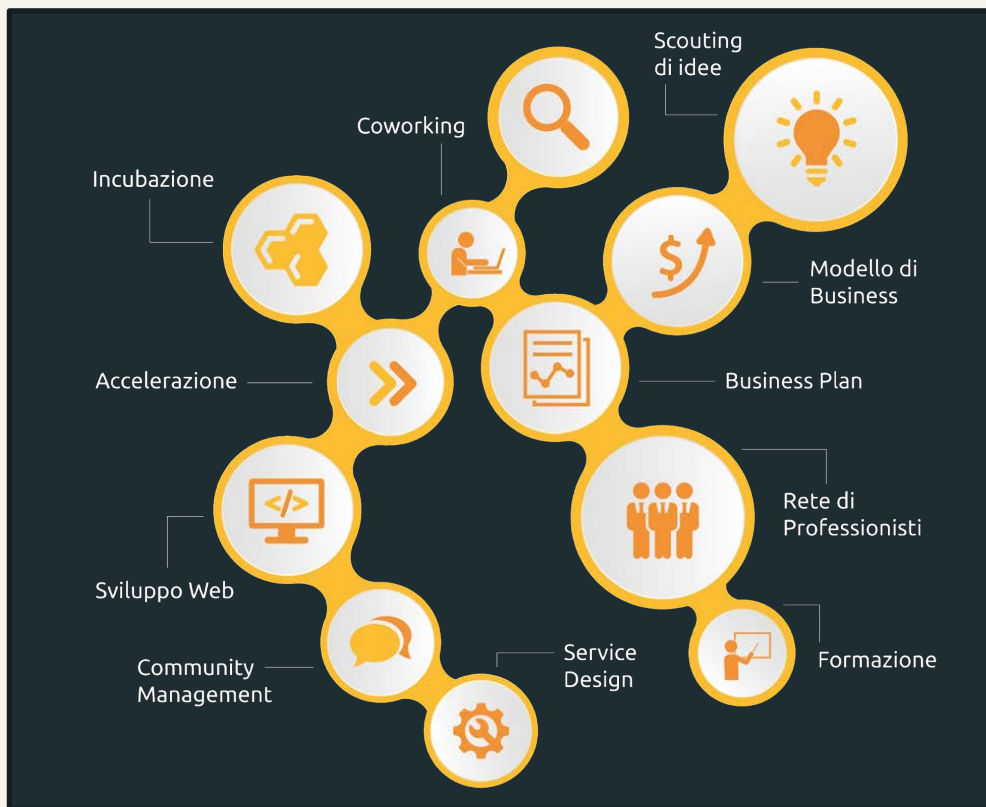 Scouting
di idee
Coworking
Incubazione
Modello di
Business
Accelerazione
Business Plan
Rete di
Professionisti
Sviluppo Web
Community
Management
Service
Design
Formazione